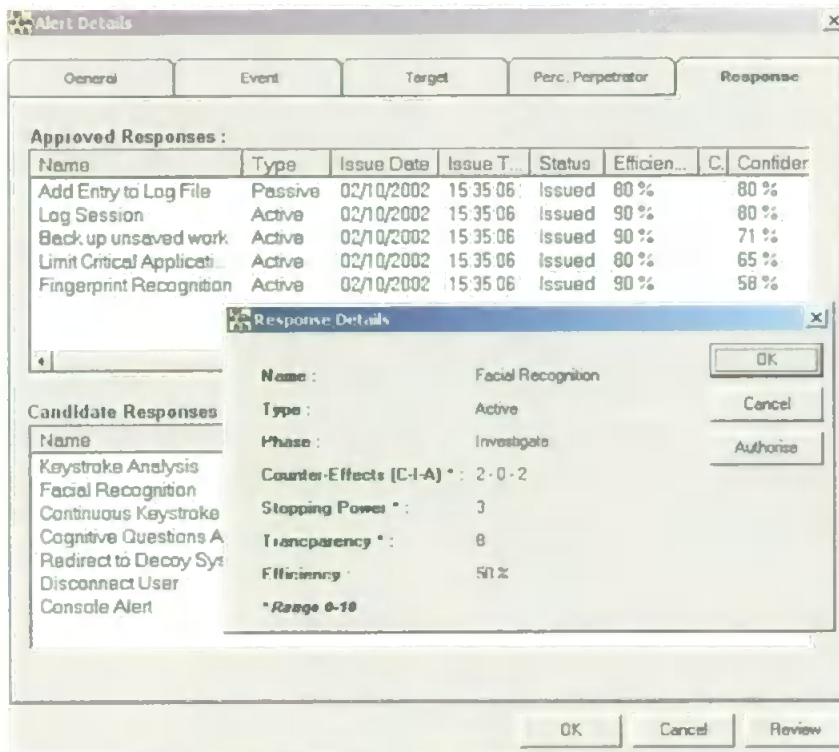 Alert Details
General Event Target Perc. Perpetrator Response
Approved Responses :
Name Type Issue Date Issue T... Status Efficien... C. Confider
Add Entry to Log File Passive 02/10/2002 15:35:06 Issued 80 % 80 %
Log Session Active 02/10/2002 15:35:06 Issued 90 % 80 %
Back up unsaved work Active 02/10/2002 15:35:06 Issued 90 % 71 %
Limit Critical Applicati... Active 02/10/2002 15:35:06 Issued 80 % 65 %
Fingerprint Recognition Active 02/10/2002 15:35:06 Issued 90 % 58 %
Response Details
Name : Facial Recognition
Type : Active
Phase : Investigate
Counter-Effects (C-I-A) * : 2 - 0 - 2
Stopping Power * : 3
Transparency * : 8
Efficiency : 50 %
* Range 0-10
OK
Cancel
Authorise
Candidate Responses
Name
Keystroke Analysis
Facial Recognition
Continuous Keystroke
Cognitive Questions A
Redirect to Decoy Sys
Disconnect User
Console Alert
OK Cancel Review